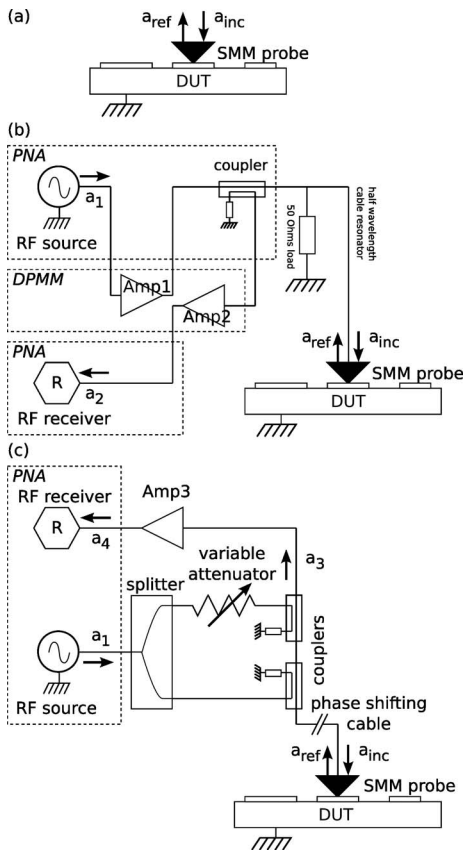 (a)
a_ref
a_inc
SMM probe
DUT
(b)
PNA
a_1
RF source
coupler
50 Ohms load
half wavelength
cable resonator
DPMM
Amp1
Amp2
PNA
R
a_2
RF receiver
a_ref
a_inc
SMM probe
DUT
(c)
PNA
RF receiver
R
a_4
Amp3
a_3
variable
attenuator
splitter
a_1
RF source
couplers
phase shifting
cable
a_ref
a_inc
SMM probe
DUT